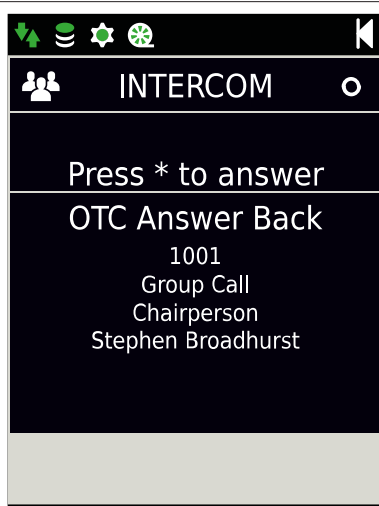 INTERCOM
Press * to answer
OTC Answer Back
1001
Group Call
Chairperson
Stephen Broadhurst